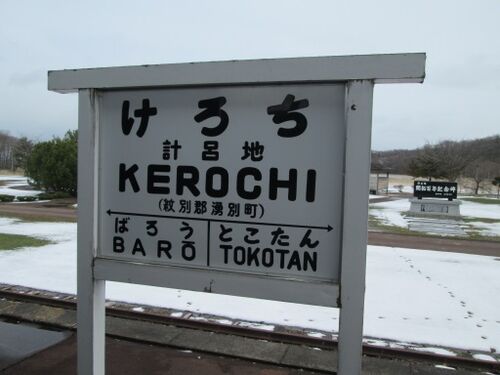 けろち
計呂地
KEROCHI
(紋別郡湧別町)
ばろう とこたん
BARŌ TOKOTAN